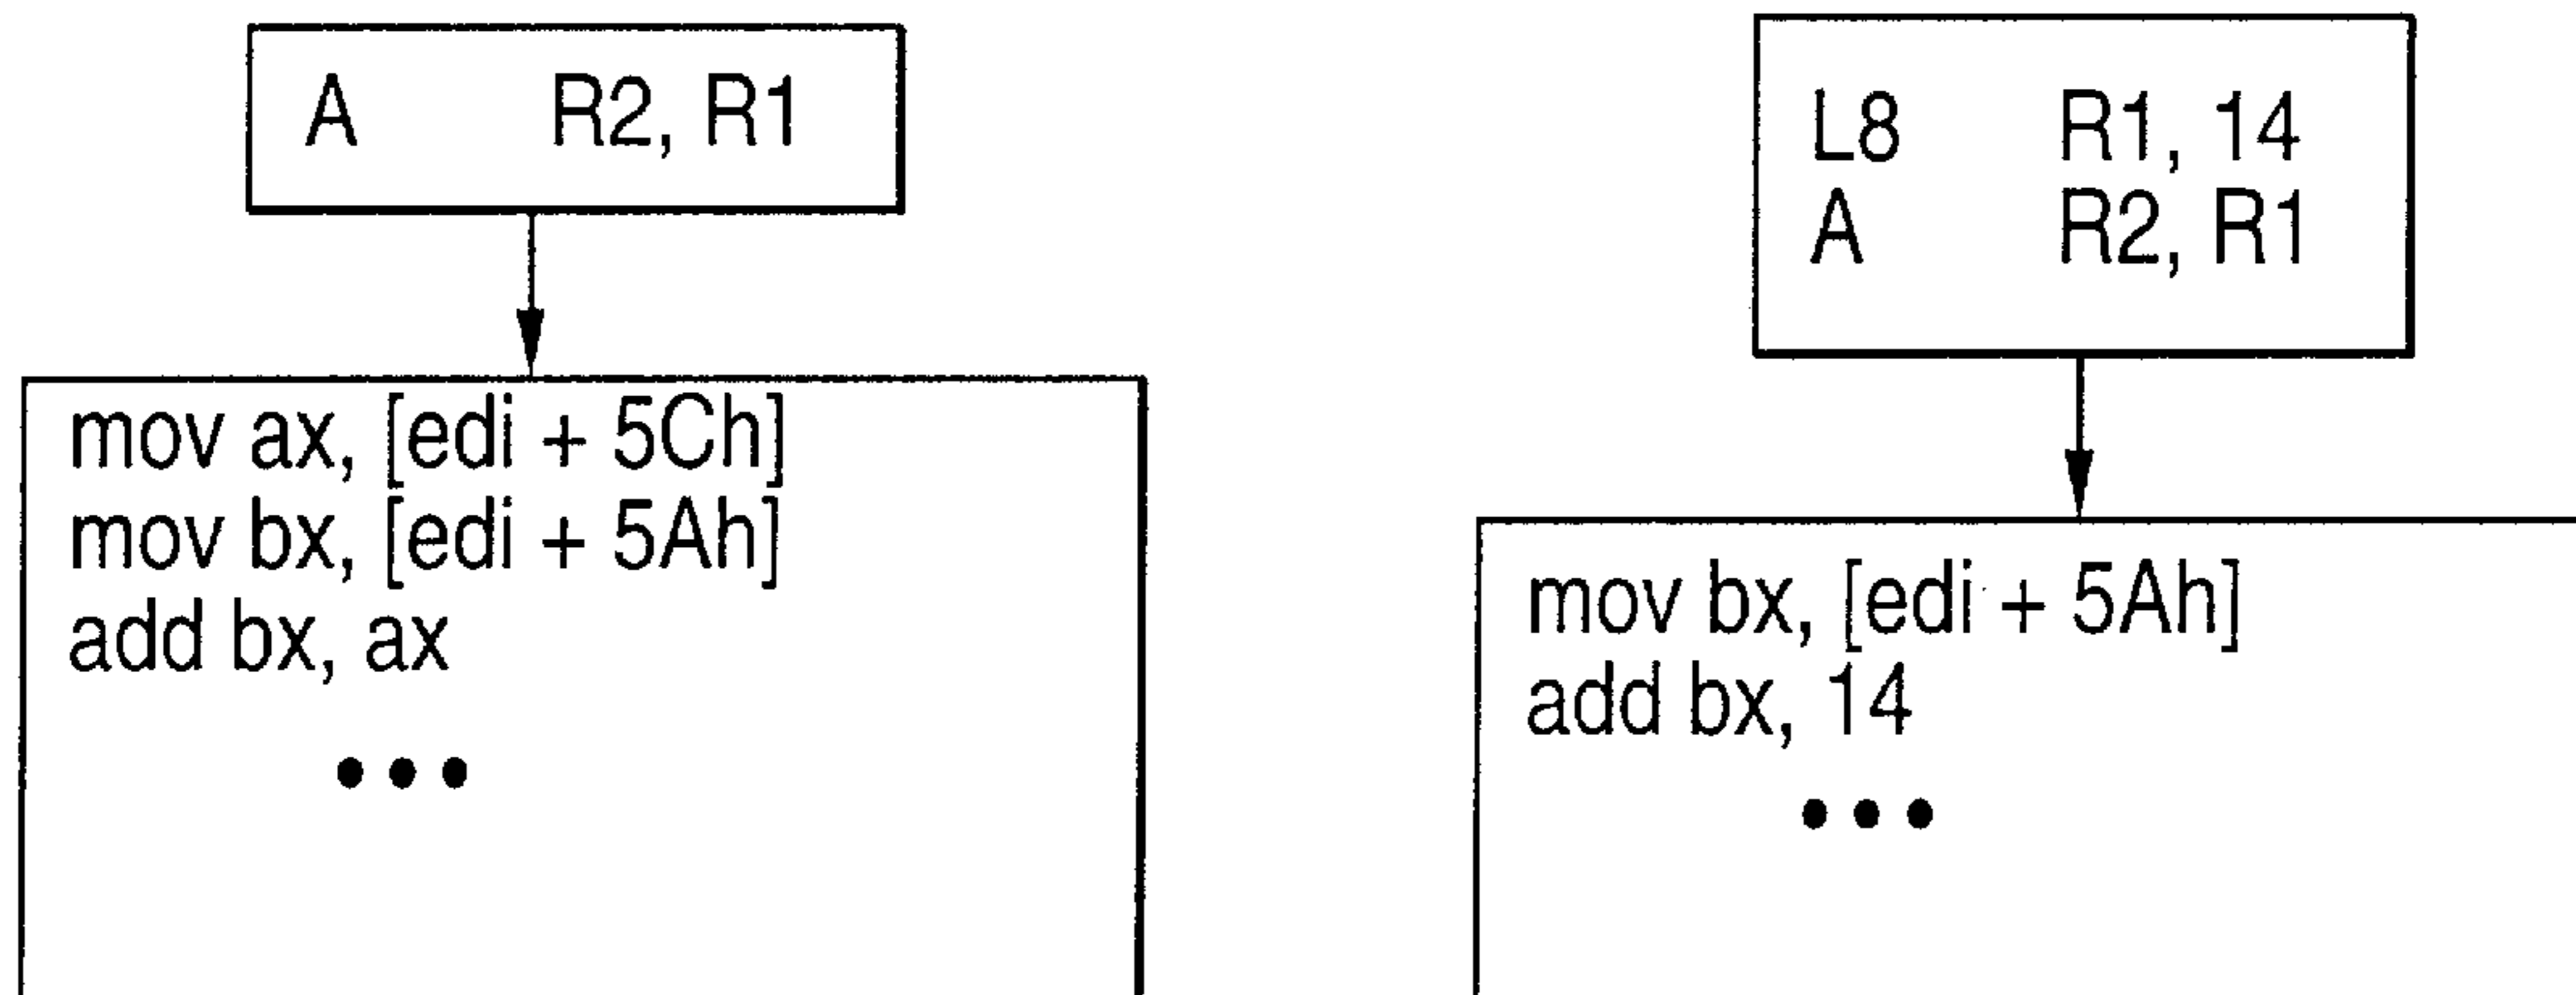 A R2, R1
mov ax, [edi + 5Ch]
mov bx, [edi + 5Ah]
add bx, ax
•••
L8 R1, 14
A R2, R1
mov bx, [edi + 5Ah]
add bx, 14
•••